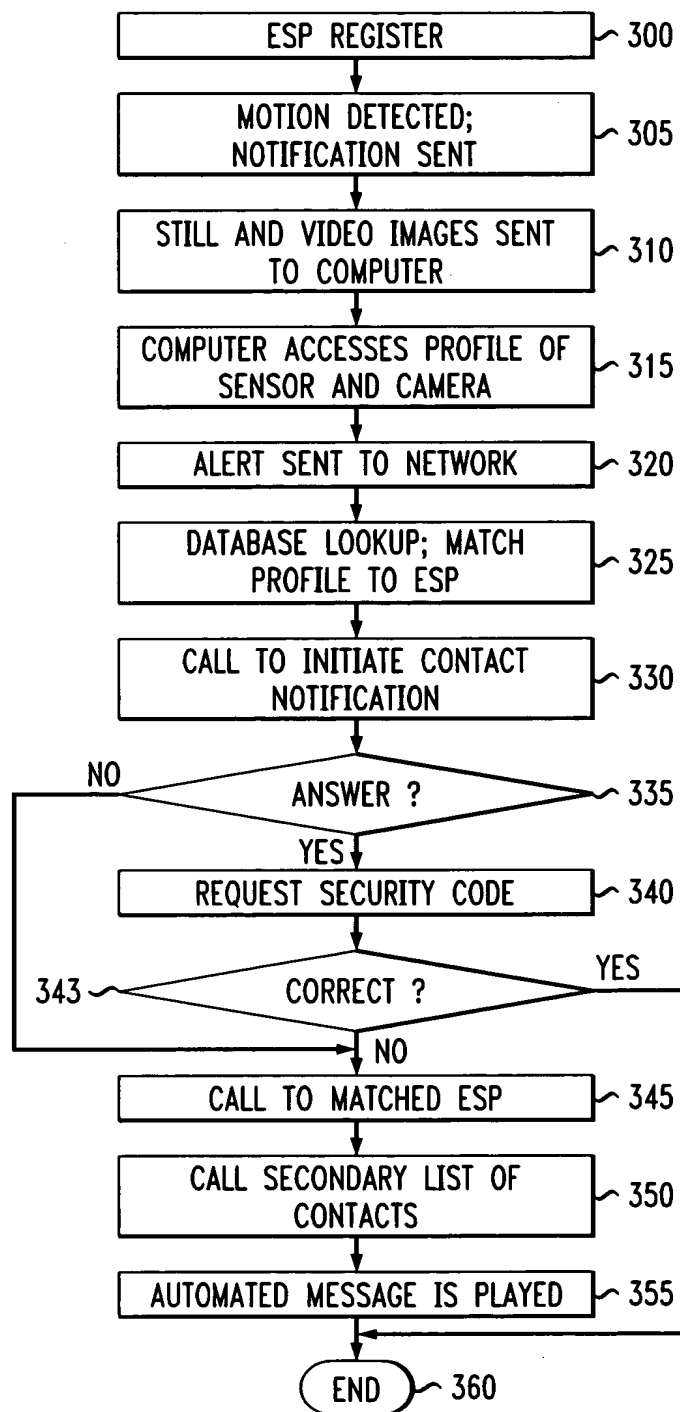 ESP REGISTER 300
MOTION DETECTED;
NOTIFICATION SENT 305
STILL AND VIDEO IMAGES SENT
TO COMPUTER 310
COMPUTER ACCESSES PROFILE OF
SENSOR AND CAMERA 315
ALERT SENT TO NETWORK 320
DATABASE LOOKUP; MATCH
PROFILE TO ESP 325
CALL TO INITIATE CONTACT
NOTIFICATION 330
NO
ANSWER ? 335
YES
REQUEST SECURITY CODE 340
YES
343 CORRECT ?
NO
CALL TO MATCHED ESP 345
CALL SECONDARY LIST OF
CONTACTS 350
AUTOMATED MESSAGE IS PLAYED 355
END 360